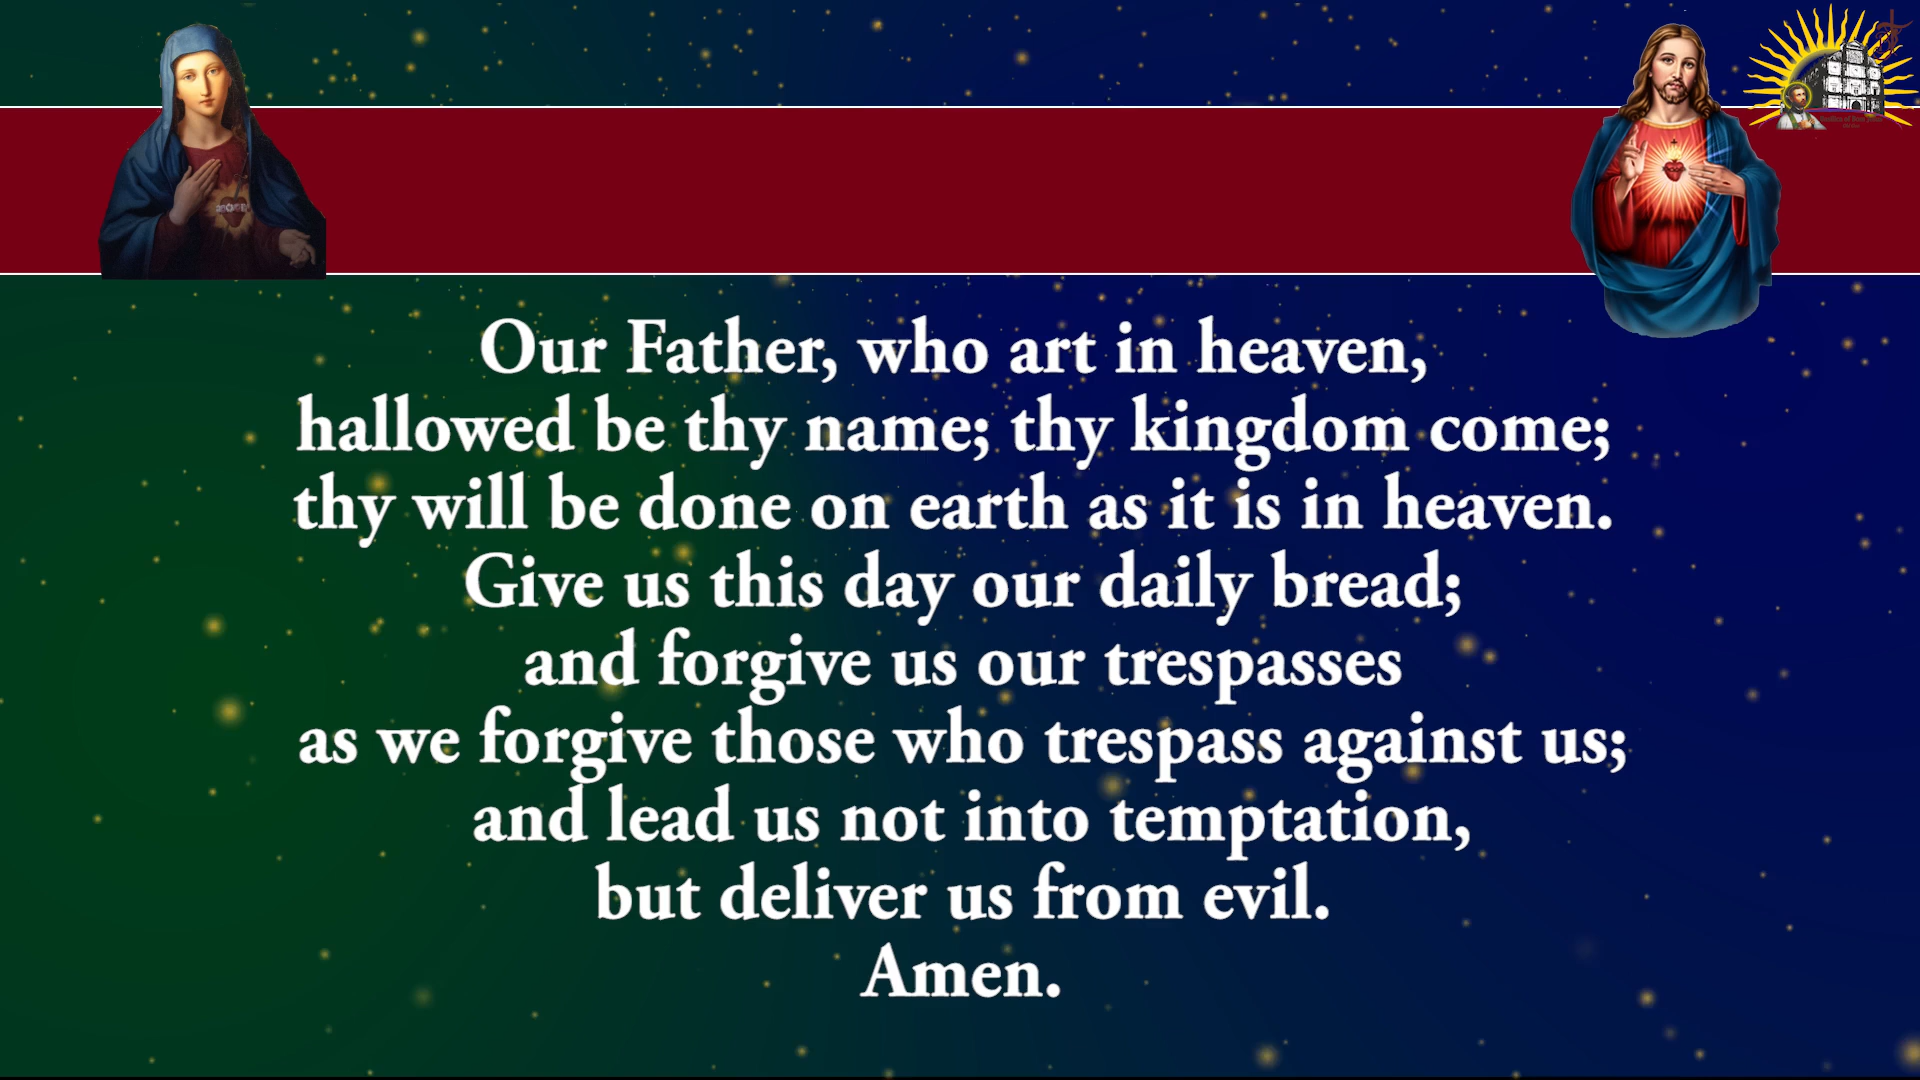 Our Father, who art in heaven,
hallowed be thy name; thy kingdom come;
thy will be done on earth as it is in heaven.
Give us this day our daily bread;
and forgive us our trespasses
as we forgive those who trespass against us;
and lead us not into temptation,
but deliver us from evil.
Amen.